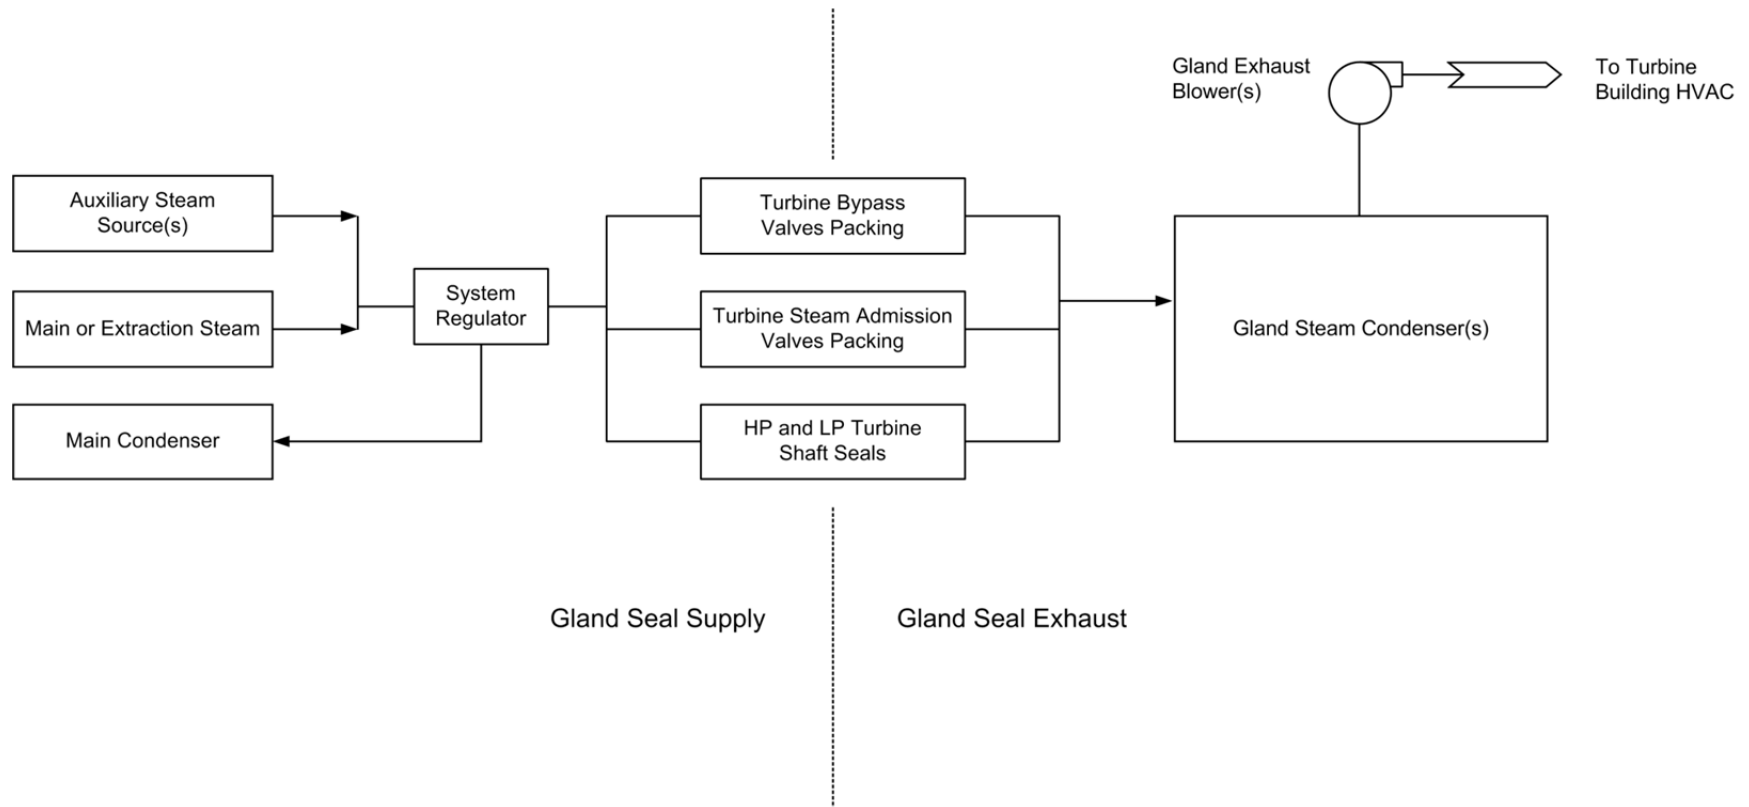 Gland Exhaust
Blower(s)
To Turbine
Building HVAC
Auxiliary Steam
Source(s)
Main or Extraction Steam
Main Condenser
System
Regulator
Turbine Bypass
Valves Packing
Turbine Steam Admission
Valves Packing
HP and LP Turbine
Shaft Seals
Gland Steam Condenser(s)
Gland Seal Supply
Gland Seal Exhaust